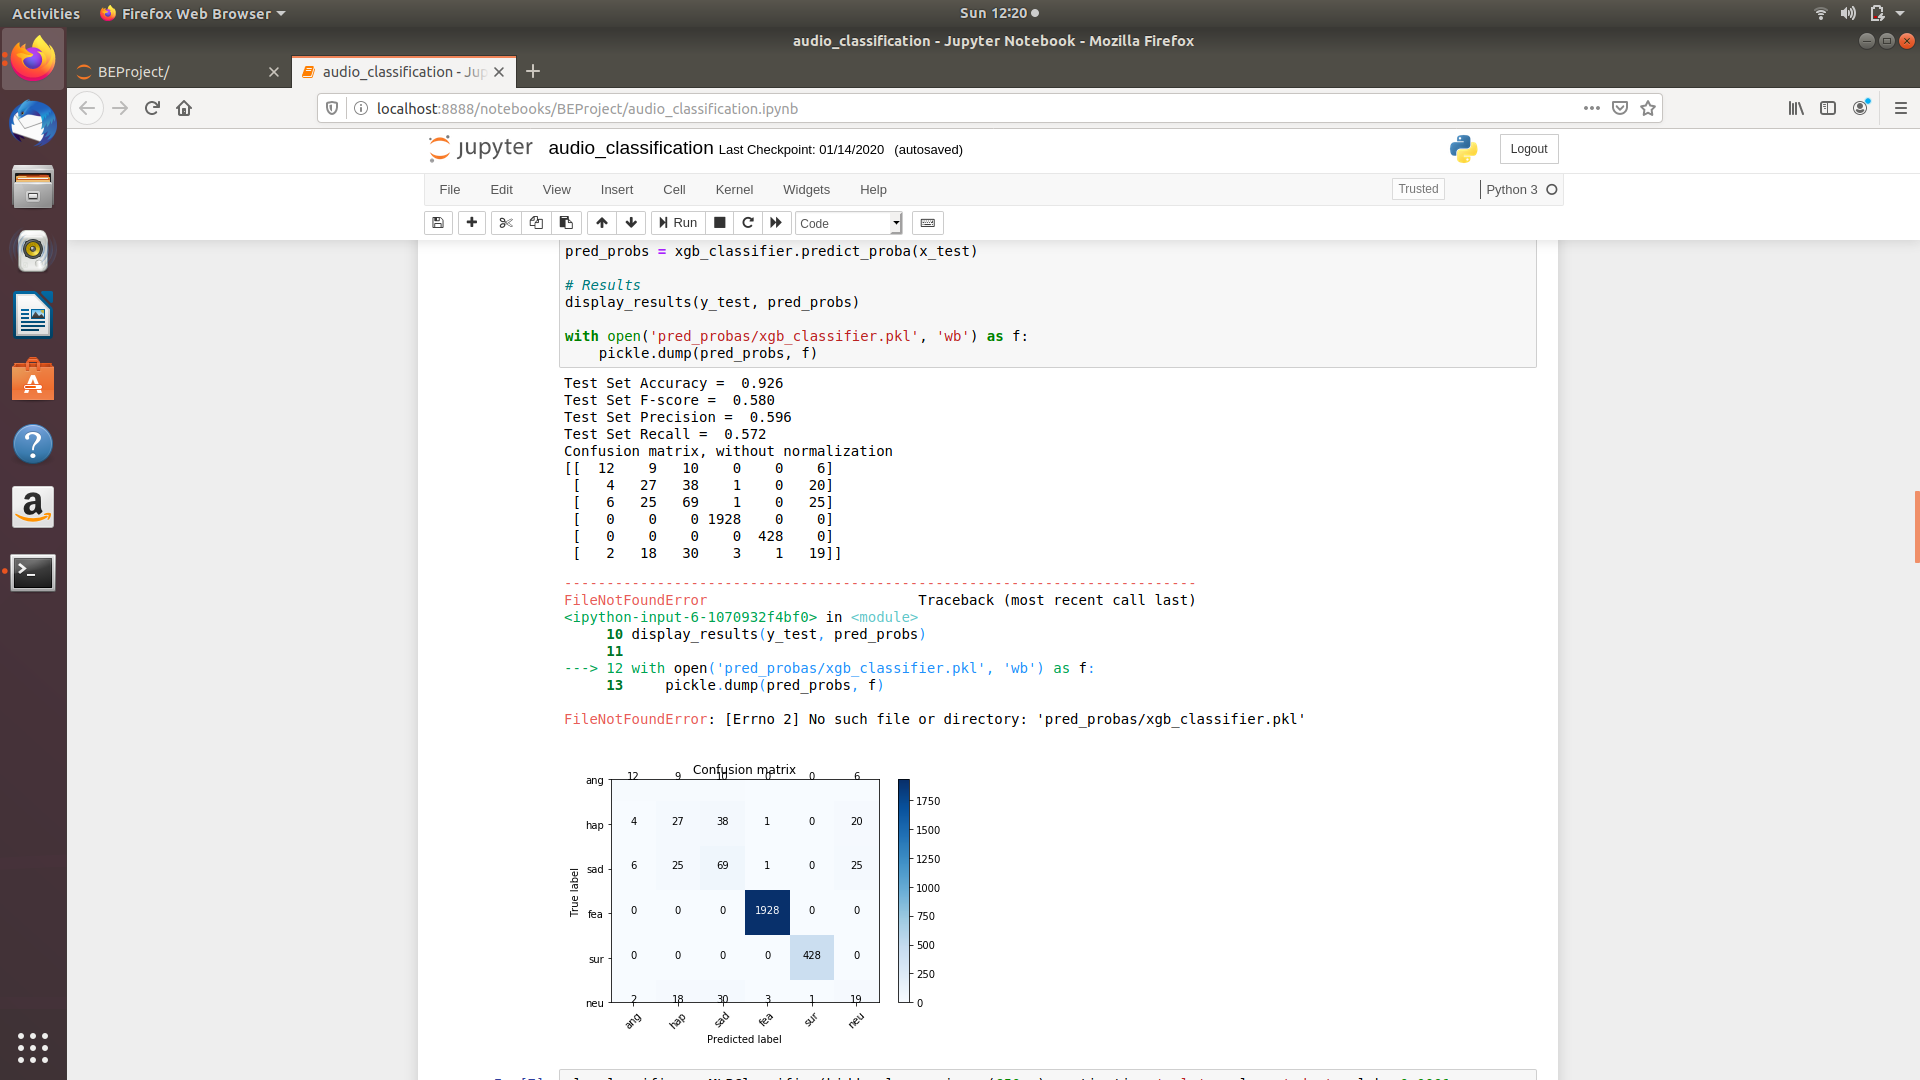 Activities
Firefox Web Browser
Sun 12:20
audio_classification - Jupyter Notebook - Mozilla Firefox
BEProject/
audio_classification - Jup
localhost:8888/notebooks/BEProject/audio_classification.ipynb
jupyter audio_classification Last Checkpoint: 01/14/2020 (autosaved)
Logout
File Edit View Insert Cell Kernel Widgets Help
Trusted
Python 3
Run
Code
pred_probs = xgb_classifier.predict_proba(x_test)
# Results
display_results(y_test, pred_probs)
with open('pred_probas/xgb_classifier.pkl', 'wb') as f:
    pickle.dump(pred_probs, f)
Test Set Accuracy =  0.926
Test Set F-score =  0.580
Test Set Precision =  0.596
Test Set Recall =  0.572
Confusion matrix, without normalization
[[  12    9   10    0    0    6]
 [   4   27   38    1    0   20]
 [   6   25   69    1    0   25]
 [   0    0    0 1928    0    0]
 [   0    0    0    0  428    0]
 [   2   18   30    3    1   19]]
---------------------------------------------------------------------------
FileNotFoundError                         Traceback (most recent call last)
<ipython-input-6-1070932f4bf0> in <module>
     10 display_results(y_test, pred_probs)
     11
---> 12 with open('pred_probas/xgb_classifier.pkl', 'wb') as f:
     13     pickle.dump(pred_probs, f)
FileNotFoundError: [Errno 2] No such file or directory: 'pred_probas/xgb_classifier.pkl'
Confusion matrix
ang 12 9 10 0 0 6
hap 4 27 38 1 0 20
sad 6 25 69 1 0 25
fea 0 0 0 1928 0 0
sur 0 0 0 0 428 0
neu 2 18 30 3 1 19
ang hap sad fea sur neu
True label
Predicted label
1750
1500
1250
1000
750
500
250
0